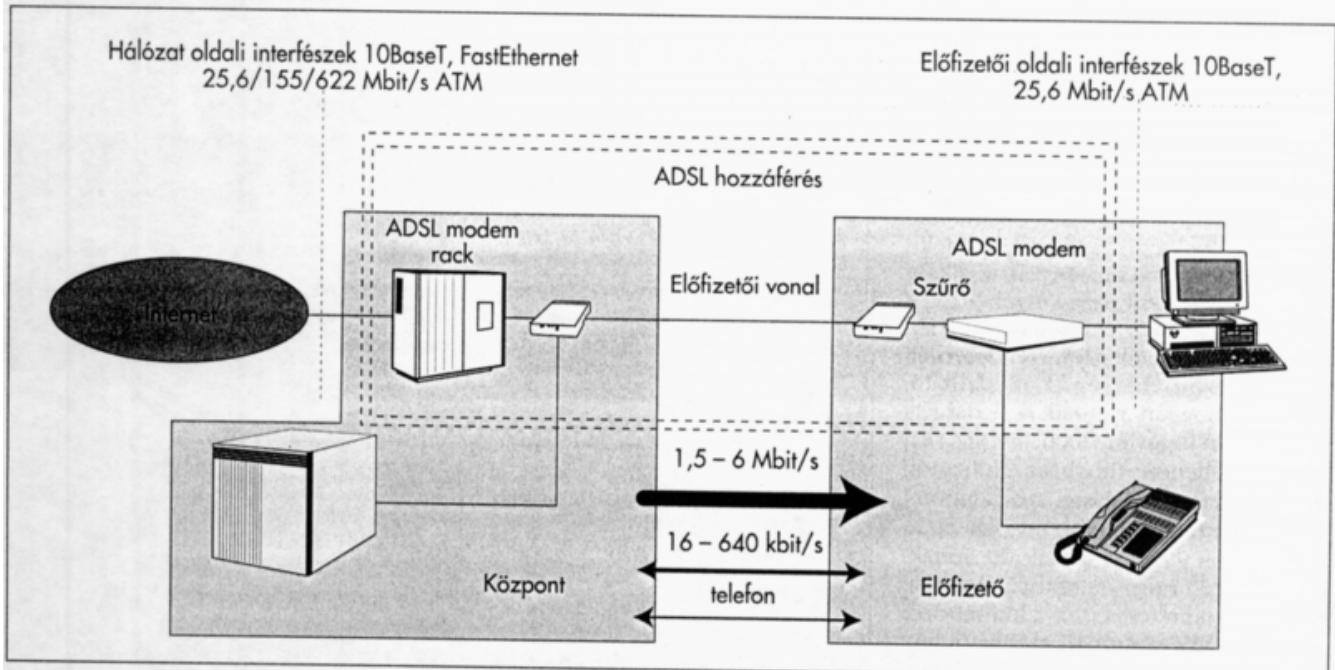 Hálózat oldali interfészek 10BaseT, FastEthernet
25,6/155/622 Mbit/s ATM
Előfizetői oldali interfészek 10BaseT,
25,6 Mbit/s ATM
ADSL hozzáférés
ADSL modem
rack
ADSL modem
Előfizetői vonal
Szűrő
Internet
1,5 – 6 Mbit/s
16 – 640 kbit/s
Központ
telefon
Előfizető